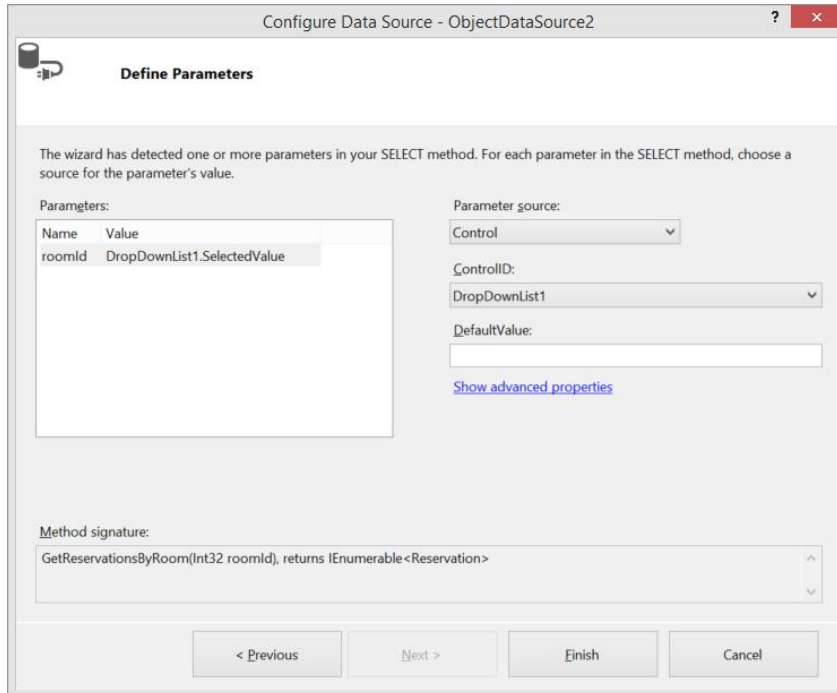 Configure Data Source - ObjectDataSource2
?
Define Parameters
The wizard has detected one or more parameters in your SELECT method. For each parameter in the SELECT method, choose a
source for the parameter's value.
Parameters:
Name Value
roomId DropDownList1.SelectedValue
Parameter source:
Control
ControlID:
DropDownList1
DefaultValue:
Show advanced properties
Method signature:
GetReservationsByRoom(Int32 roomId), returns IEnumerable<Reservation>
< Previous
Next >
Finish
Cancel